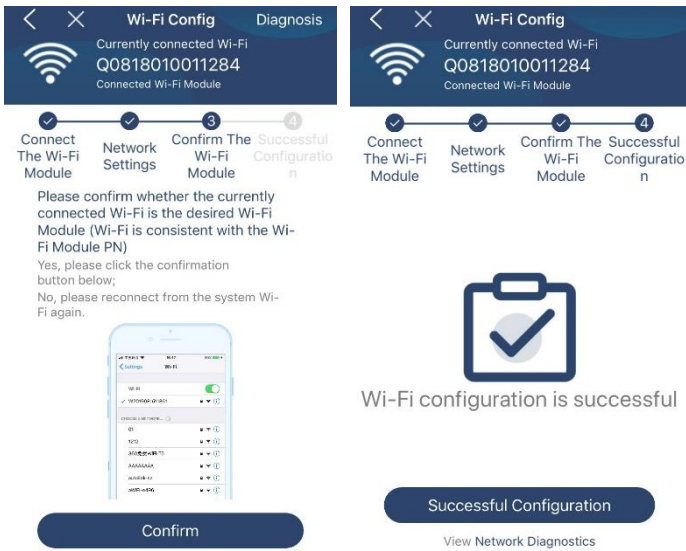 Wi-Fi Config
Diagnosis
Currently connected Wi-Fi
Q0818010011284
Connected Wi-Fi Module
3
4
Connect
The Wi-Fi
Module
Network
Settings
Confirm The
Wi-Fi
Module
Successful
Configuratio
n
Please confirm whether the currently
connected Wi-Fi is the desired Wi-Fi
Module (Wi-Fi is consistent with the Wi-
Fi Module PN)
Yes, please click the confirmation
button below;
No, please reconnect from the system Wi-
Fi again.
Settings
Wi-Fi
Wi-Fi
Confirm
Wi-Fi Config
Currently connected Wi-Fi
Q0818010011284
Connected Wi-Fi Module
4
Connect
The Wi-Fi
Module
Network
Settings
Confirm The
Wi-Fi
Module
Successful
Configuratio
n
Wi-Fi configuration is successful
Successful Configuration
View Network Diagnostics